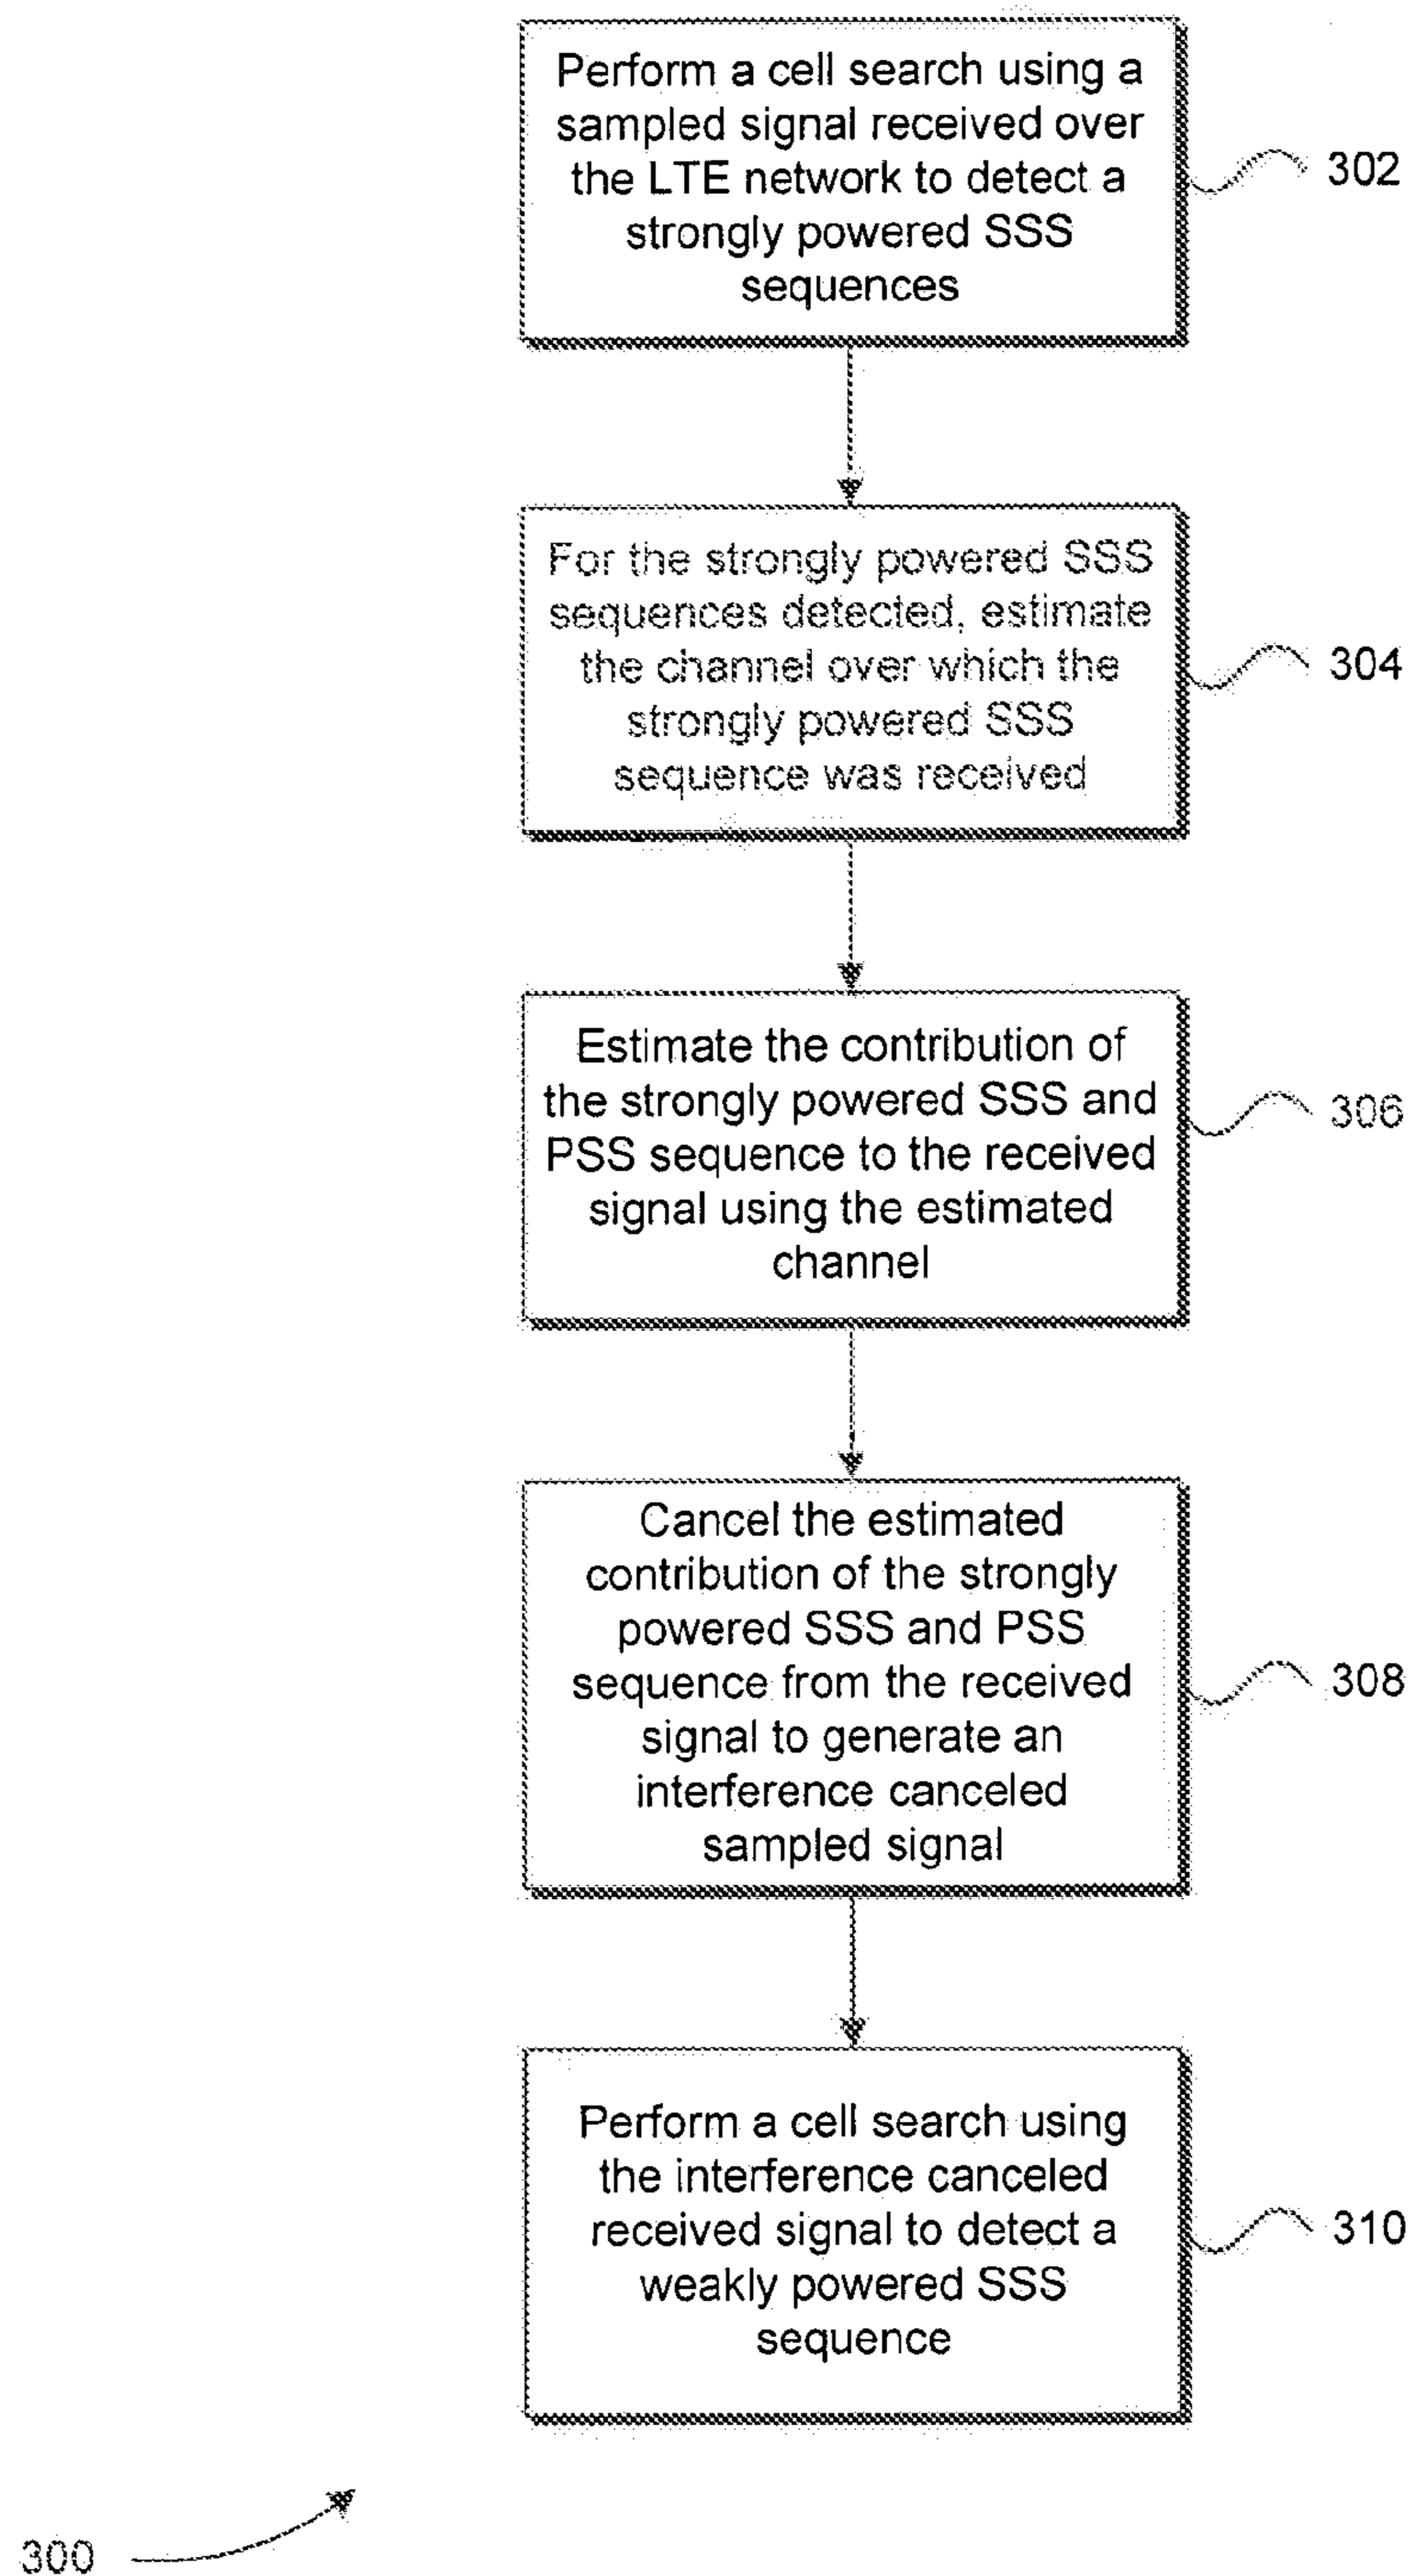 Perform a cell search using a
sampled signal received over
the LTE network to detect a
strongly powered SSS
sequences
302
For the strongly powered SSS
sequences detected, estimate
the channel over which the
strongly powered SSS
sequence was received
304
Estimate the contribution of
the strongly powered SSS and
PSS sequence to the received
signal using the estimated
channel
306
Cancel the estimated
contribution of the strongly
powered SSS and PSS
sequence from the received
signal to generate an
interference canceled
sampled signal
308
Perform a cell search using
the interference canceled
received signal to detect a
weakly powered SSS
sequence
310
300